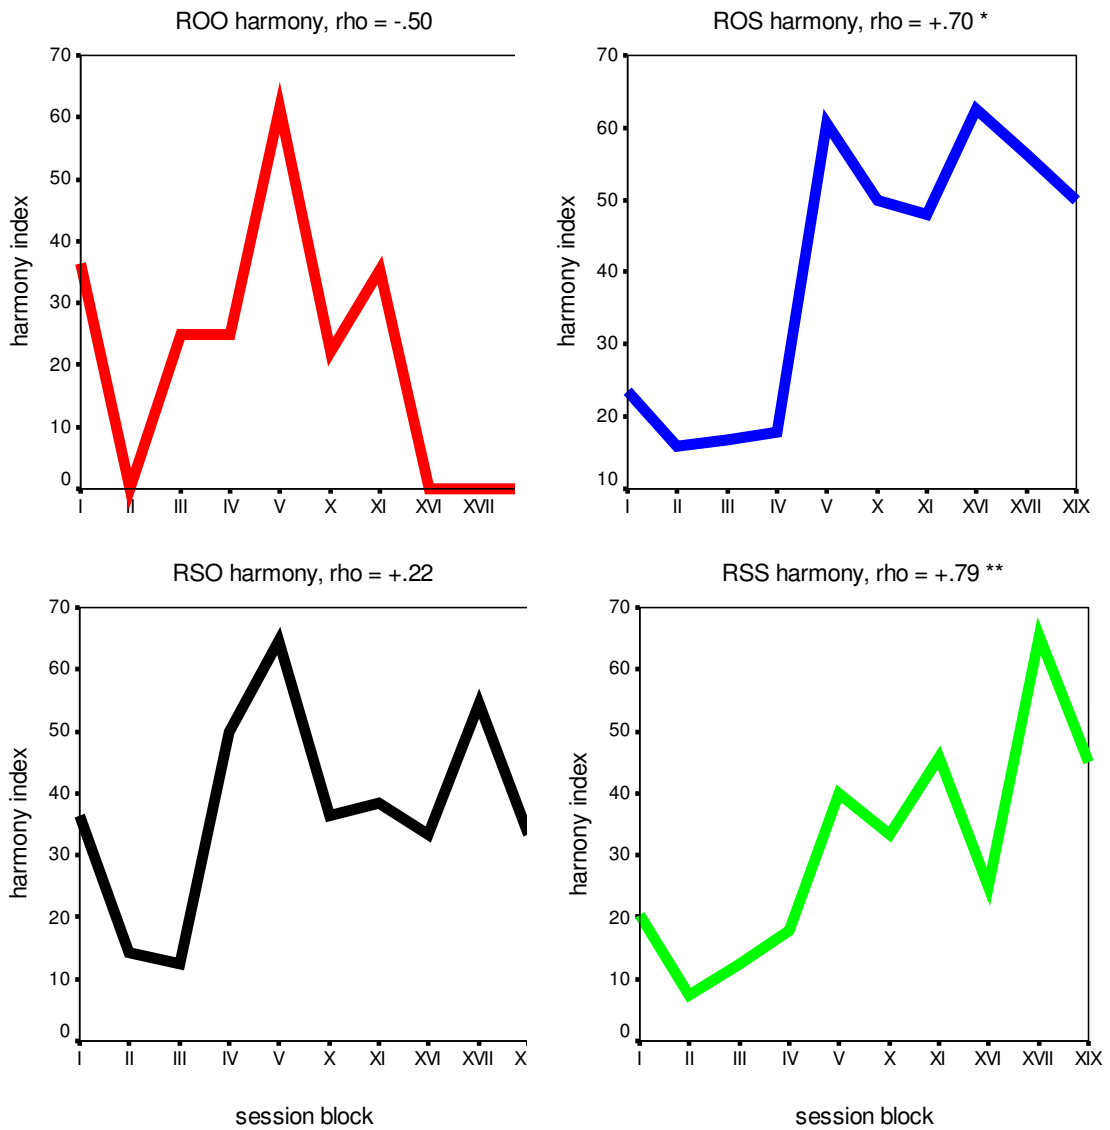 ROO harmony, rho = -.50
harmony index
70
60
50
40
30
20
10
0
I II III IV V X XI XVI XVII
ROS harmony, rho = +.70 *
harmony index
70
60
50
40
30
20
10
I II III IV V X XI XVI XVII XIX
RSO harmony, rho = +.22
harmony index
70
60
50
40
30
20
10
0
I II III IV V X XI XVI XVII X
session block
RSS harmony, rho = +.79 **
harnony index
70
60
50
40
30
20
10
0
I II III IV V X XI XVI XVII XIX
session block